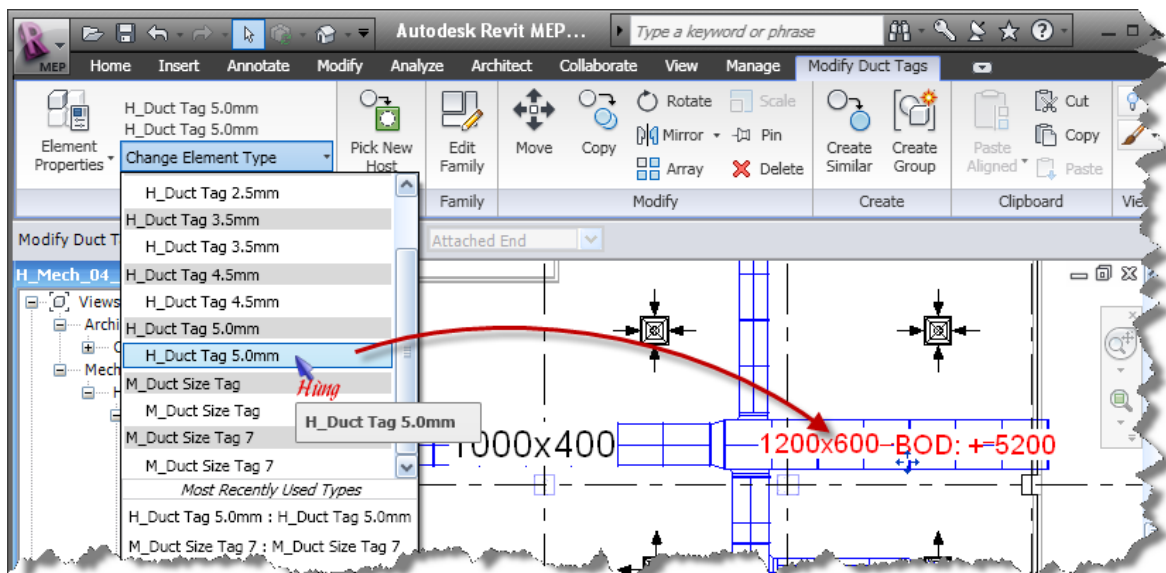 Autodesk Revit MEP...
Type a keyword or phrase
MEP
Home Insert Annotate Modify Analyze Architect Collaborate View Manage Modify Duct Tags
Element Properties
H_Duct Tag 5.0mm
H_Duct Tag 5.0mm
Change Element Type
Pick New Host
Edit Family
Move
Copy
Rotate
Scale
Mirror
Pin
Array
Delete
Create Similar
Create Group
Paste Aligned
Cut
Copy
Paste
Family
Modify
Create
Clipboard
Modify Duct T
Attached End
H_Duct Tag 2.5mm
H_Duct Tag 3.5mm
H_Duct Tag 3.5mm
H_Duct Tag 4.5mm
H_Duct Tag 4.5mm
H_Duct Tag 5.0mm
H_Duct Tag 5.0mm
M_Duct Size Tag
M_Duct Size Tag
M_Duct Size Tag 7
M_Duct Size Tag 7
Most Recently Used Types
H_Duct Tag 5.0mm : H_Duct Tag 5.0mm
M_Duct Size Tag 7 : M_Duct Size Tag 7
H_Mech_04_
Views
Archi
Mech
Hùng
H_Duct Tag 5.0mm
1000x400
1200x600-BOD: +5200